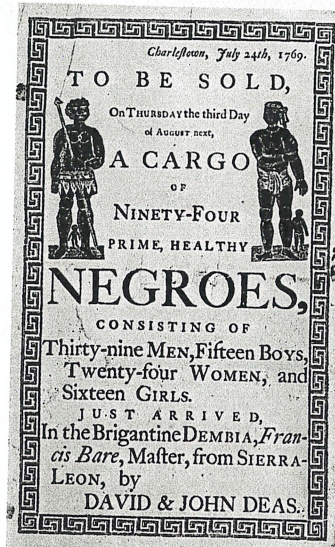 Charleſtown, July 24th, 1769.
TO BE SOLD,
On THURSDAY the third Day
of AUGUST next,
A CARGO
OF
NINETY-FOUR
PRIME, HEALTHY
NEGROES,
CONSISTING OF
Thirty-nine MEN, Fifteen BOYS,
Twenty-four WOMEN, and
Sixteen GIRLS.
JUST ARRIVED,
In the Brigantine DEMBIA, Fran-
cis Bare, Maſter, from SIERRA-
LEON, by
DAVID & JOHN DEAS.